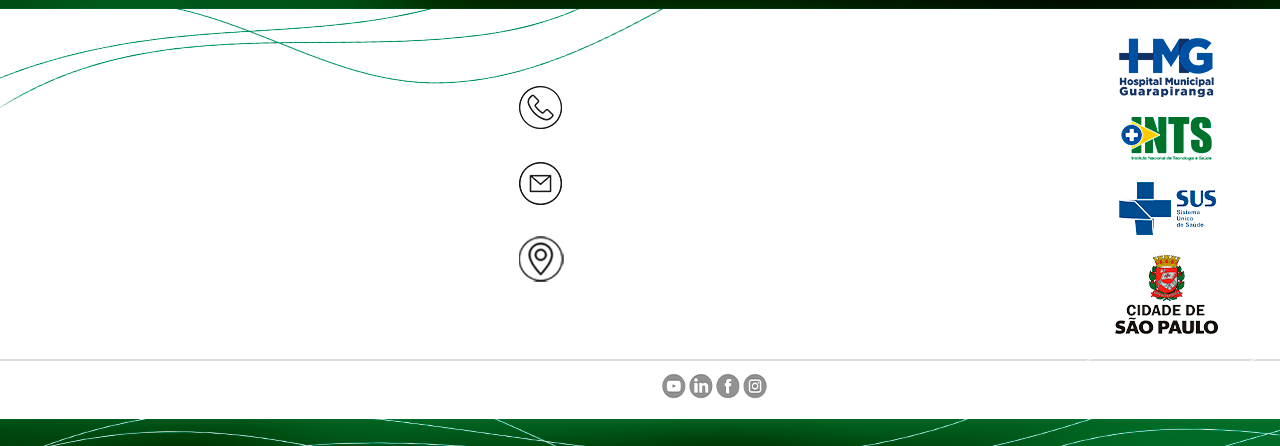 HMG
Hospital Municipal
Guarapiranga
INTS
Instituto Nacional de Tecnologia e Saúde
SUS
Sistema
Único
de Saúde
CIDADE DE
SÃO PAULO
in
f